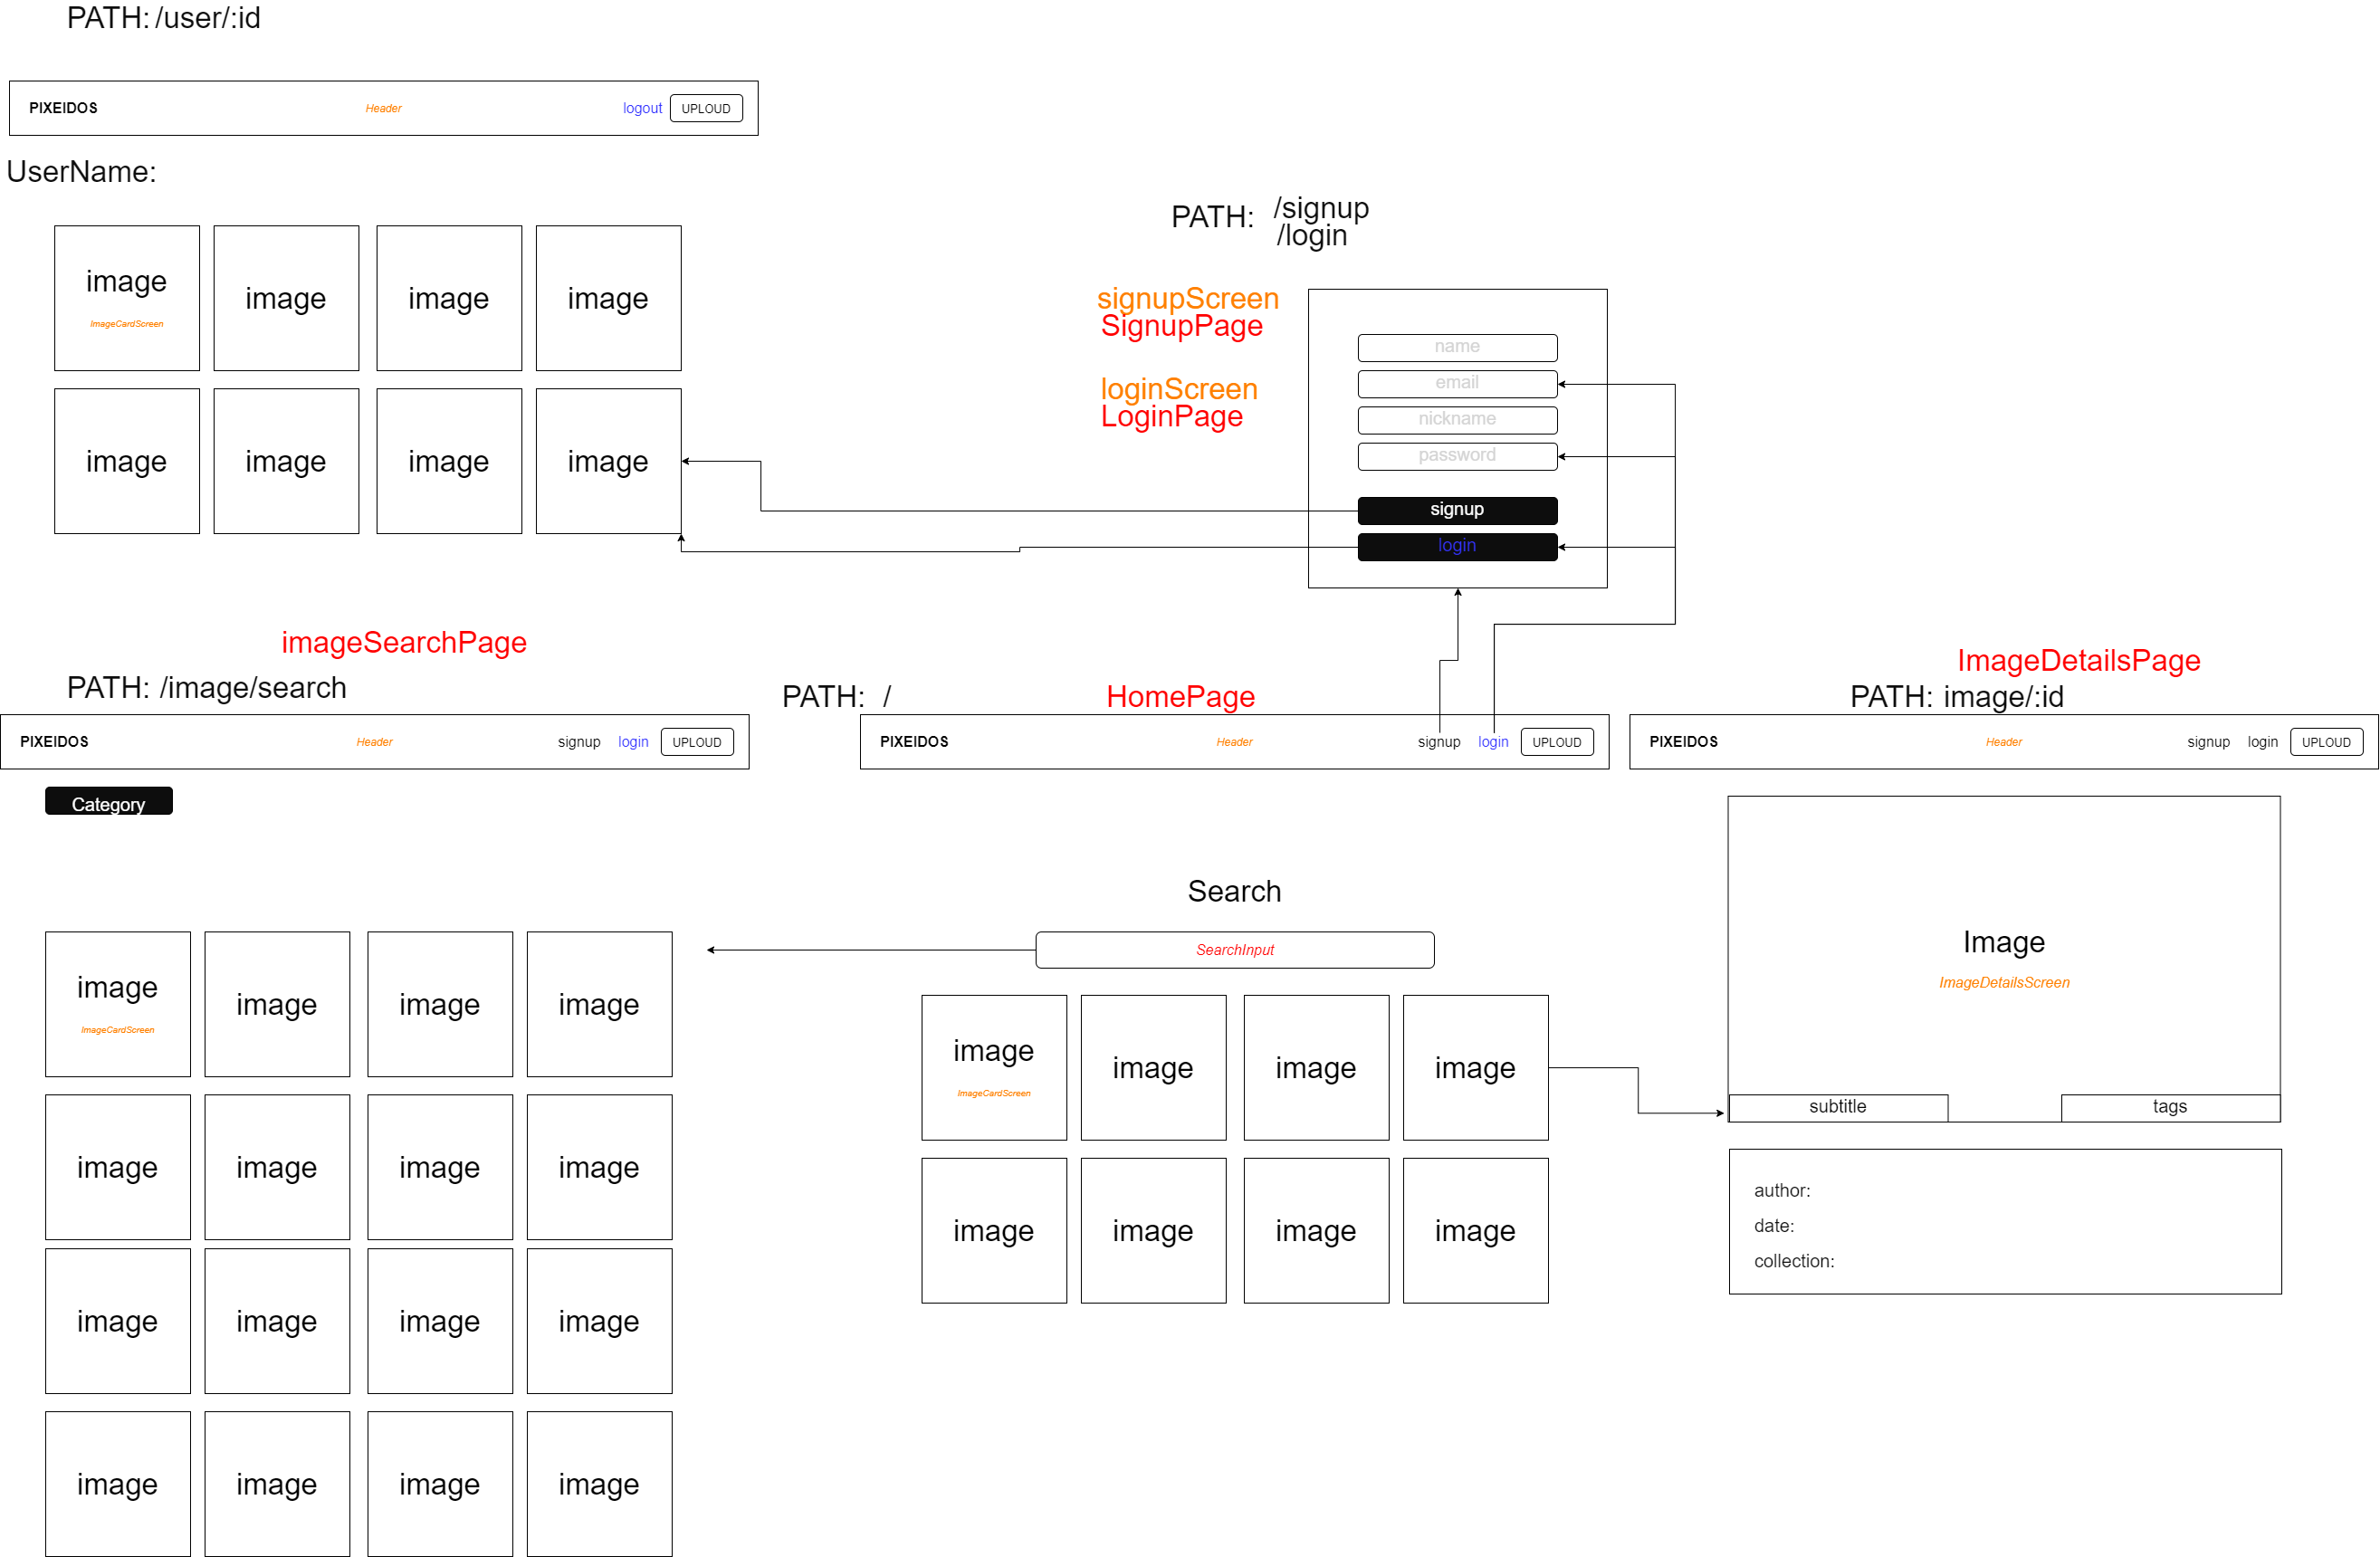 PATH: /user/:id
PIXEIDOS Header logout UPLOUD
UserName:
image image image image
ImageCardScreen
image image image image
PATH: /signup
/login
signupScreen
SignupPage
loginScreen
LoginPage
name
email
nickname
password
signup
login
imageSearchPage
PATH: /image/search
PIXEIDOS Header signup login UPLOUD
Category
image image image image
ImageCardScreen
image image image image
image image image image
image image image image
PATH: / HomePage
PIXEIDOS Header signup login UPLOUD
Search
SearchInput
image image image image
ImageCardScreen
image image image image
ImageDetailsPage
PATH: image/:id
PIXEIDOS Header signup login UPLOUD
Image
ImageDetailsScreen
subtitle tags
author:
date:
collection: